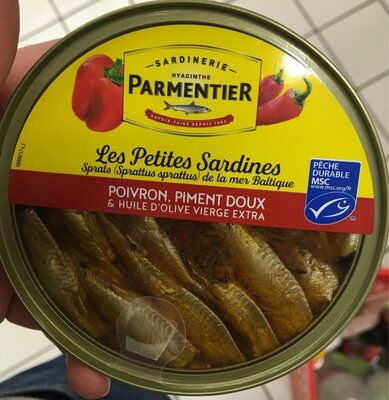 SARDINERIE
HYACINTHE
PARMENTIER
SAVOIR-FAIRE DEPUIS 1883
Les Petites Sardines
Sprats (Sprattus sprattus) de la mer Baltique
POIVRON, PIMENT DOUX
& HUILE D'OLIVE VIERGE EXTRA
PÊCHE
DURABLE
MSC
www.msc.org/fr